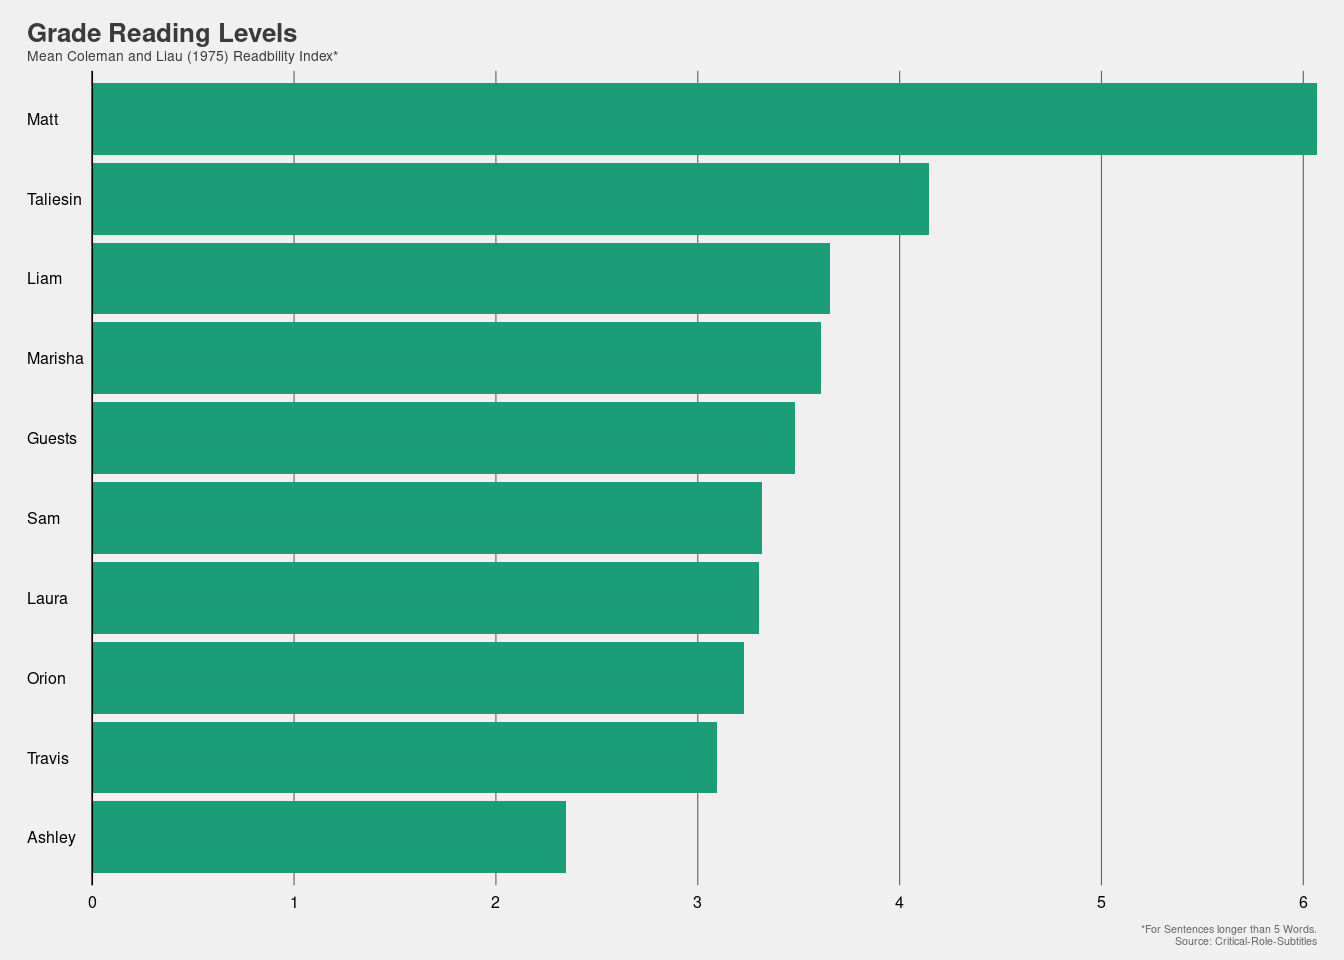 Grade Reading Levels
Mean Coleman and Liau (1975) Readbility Index*
Matt
Taliesin
Liam
Marisha
Guests
Sam
Laura
Orion
Travis
Ashley
0 1 2 3 4 5 6
*For Sentences longer than 5 Words.
Source: Critical-Role-Subtitles